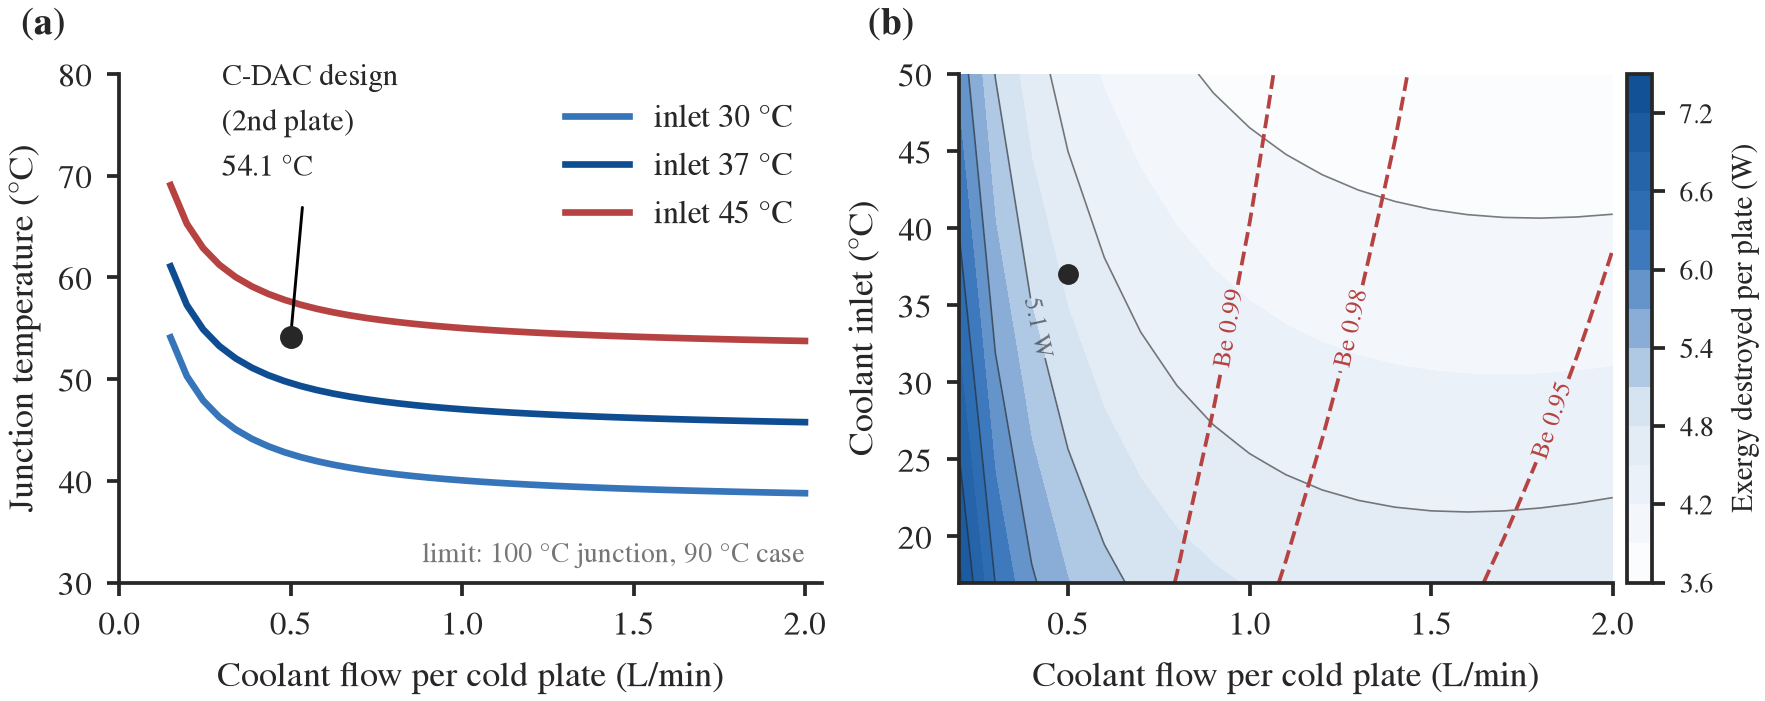 (a)
C-DAC design
(2nd plate)
54.1 °C
inlet 30 °C
inlet 37 °C
inlet 45 °C
limit: 100 °C junction, 90 °C case
Junction temperature (°C)
80
70
60
50
40
30
0.0
0.5
1.0
1.5
2.0
Coolant flow per cold plate (L/min)
(b)
Coolant inlet (°C)
50
45
40
35
30
25
20
5.1 W
Be 0.99
Be 0.98
Be 0.95
0.5
1.0
1.5
2.0
Coolant flow per cold plate (L/min)
7.2
6.6
6.0
5.4
4.8
4.2
3.6
Exergy destroyed per plate (W)